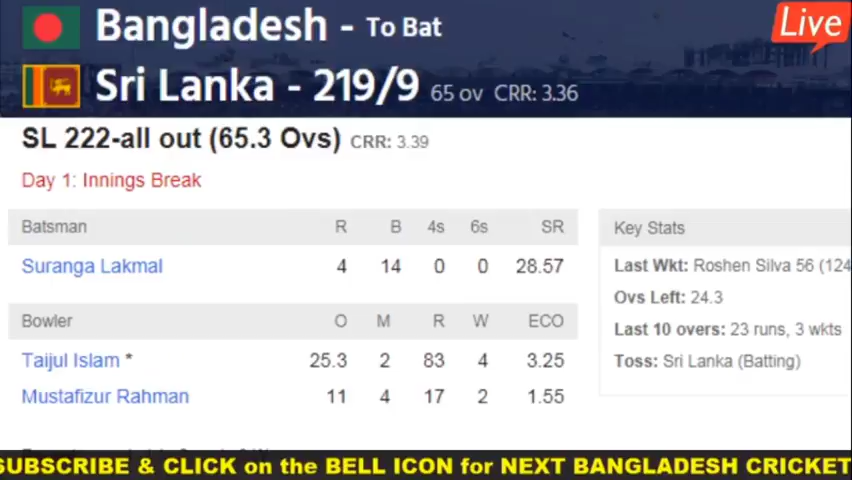 Bangladesh - To Bat
Live
Sri Lanka - 219/9 65 ov CRR: 3.36
SL 222-all out (65.3 Ovs) CRR: 3.39
Day 1: Innings Break
Batsman R B 4s 6s SR
Suranga Lakmal 4 14 0 0 28.57
Bowler O M R W ECO
Taijul Islam * 25.3 2 83 4 3.25
Mustafizur Rahman 11 4 17 2 1.55
Key Stats
Last Wkt: Roshen Silva 56 (124
Ovs Left: 24.3
Last 10 overs: 23 runs, 3 wkts
Toss: Sri Lanka (Batting)
SUBSCRIBE & CLICK on the BELL ICON for NEXT BANGLADESH CRICKET